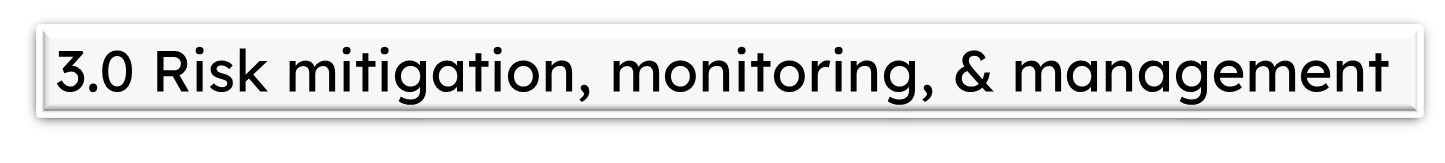 3.0 Risk mitigation, monitoring, & management